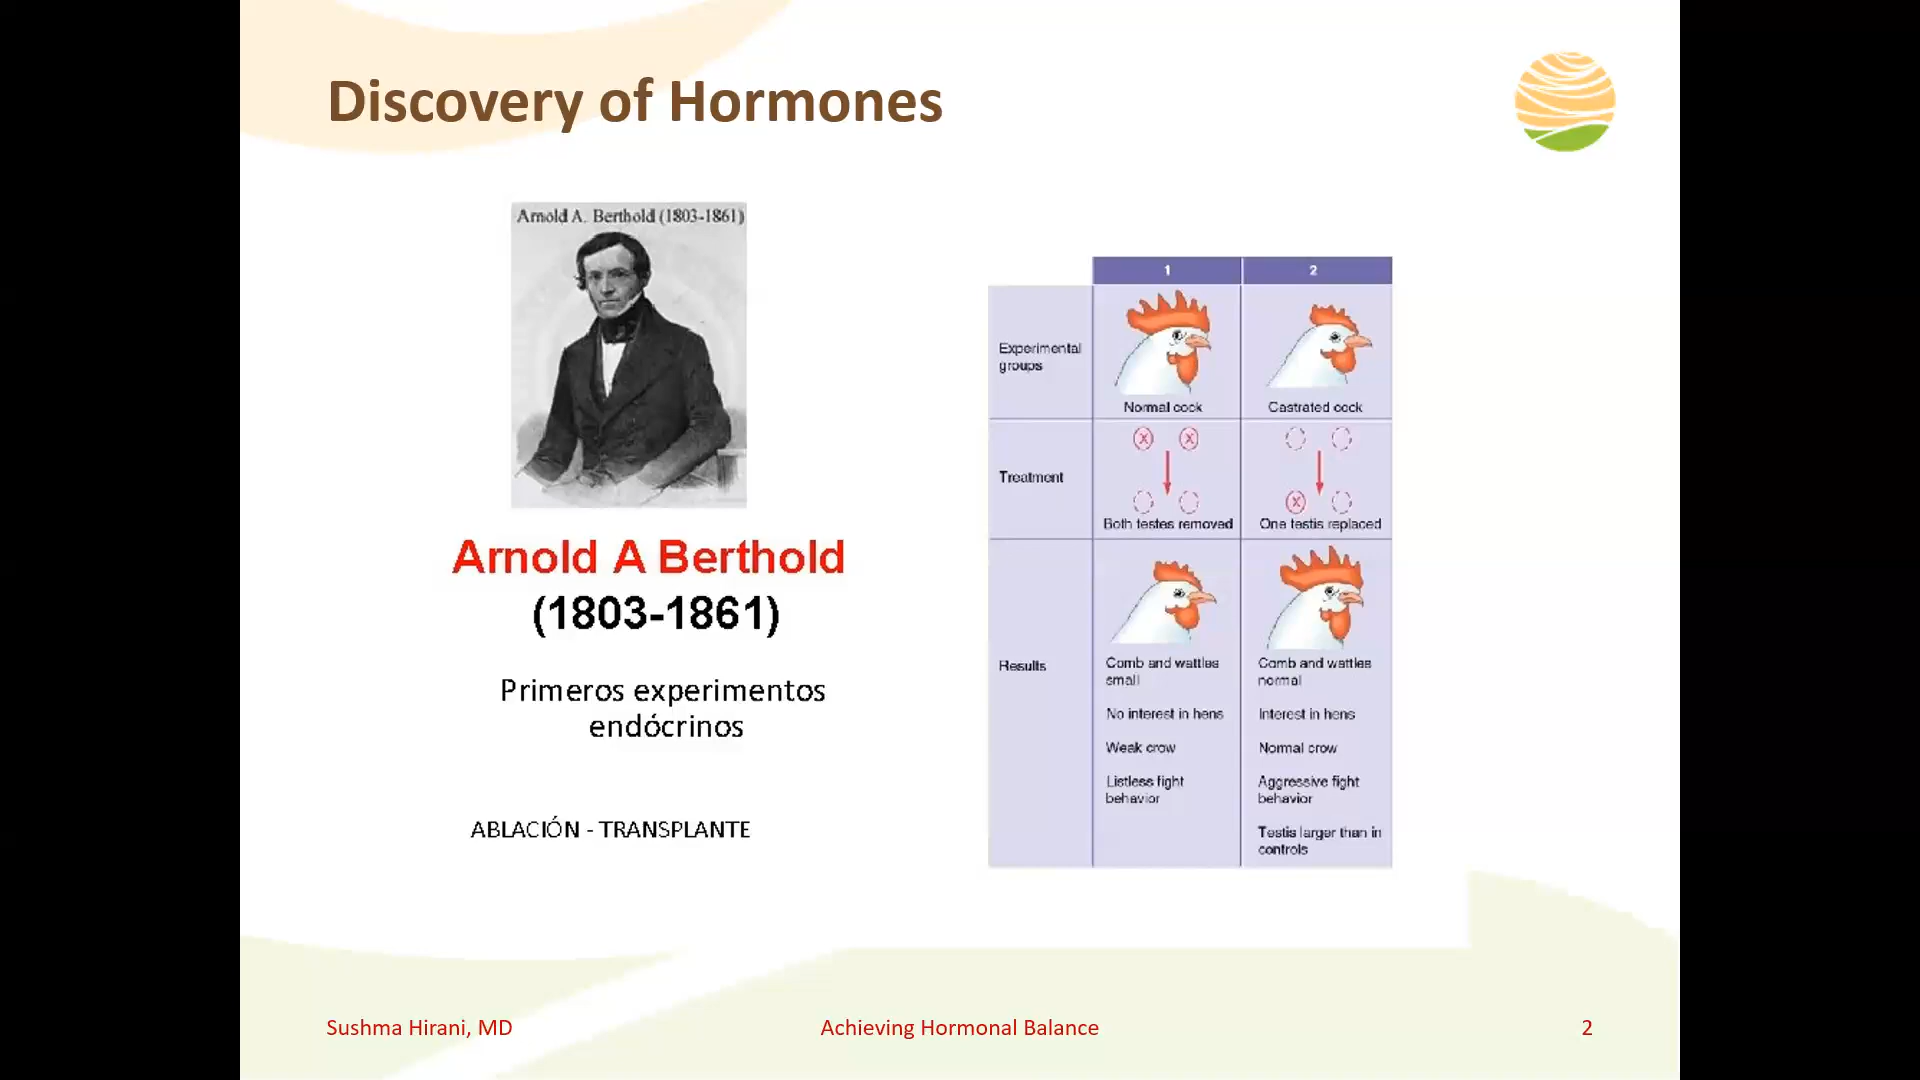 Discovery of Hormones
Arnold A. Berthold (1803-1861)
Arnold A Berthold
(1803-1861)
Primeros experimentos
endócrinos
ABLACIÓN - TRANSPLANTE
1 2
Experimental
groups
Normal cock
Castrated cock
Treatment
X X
X
Both testes removed
One testis replaced
Results
Comb and wattles
small
No interest in hens
Weak crow
Listless fight
behavior
Comb and wattles
normal
Interest in hens
Normal crow
Aggressive fight
behavior
Testis larger than in
controls
Sushma Hirani, MD
Achieving Hormonal Balance
2